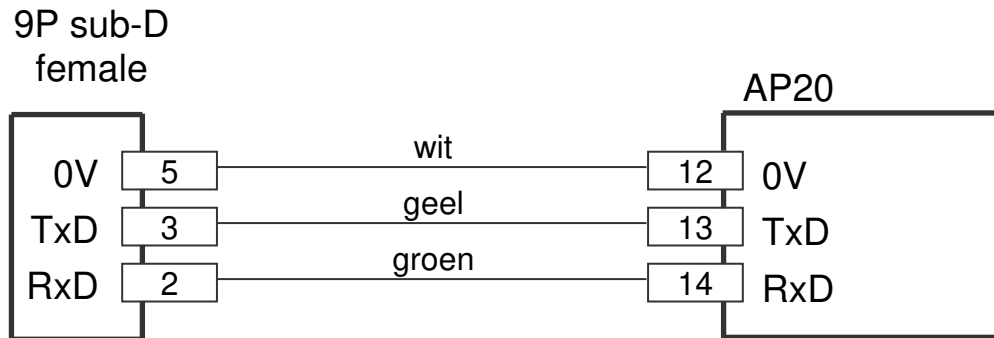 9P sub-D
female
AP20
wit
0V 5 12 0V
geel
TxD 3 13 TxD
groen
RxD 2 14 RxD